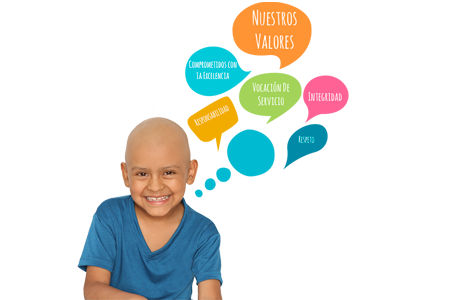 Nuestros
Valores
Comprometidos con
la Excelencia
Vocación De
Servicio
Integridad
Responsabilidad
Respeto